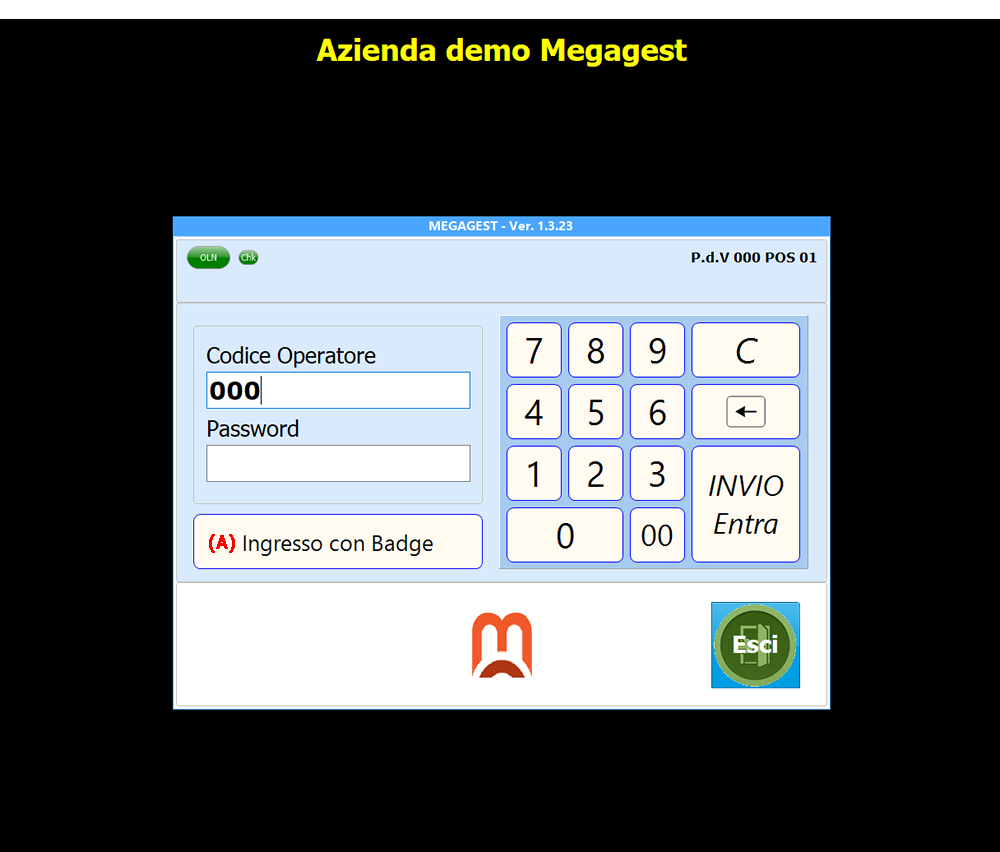 Azienda demo Megagest
MEGAGEST - Ver. 1.3.23
OLN Chk P.d.V 000 POS 01
Codice Operatore
000
Password
(A) Ingresso con Badge
7 8 9 C
4 5 6
1 2 3 INVIO
Entra
0 00
Esci